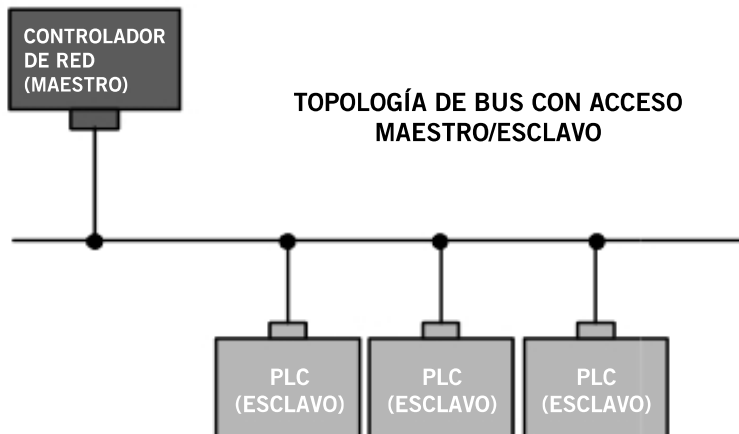 CONTROLADOR
DE RED
(MAESTRO)
TOPOLOGÍA DE BUS CON ACCESO
MAESTRO/ESCLAVO
PLC
(ESCLAVO)
PLC
(ESCLAVO)
PLC
(ESCLAVO)